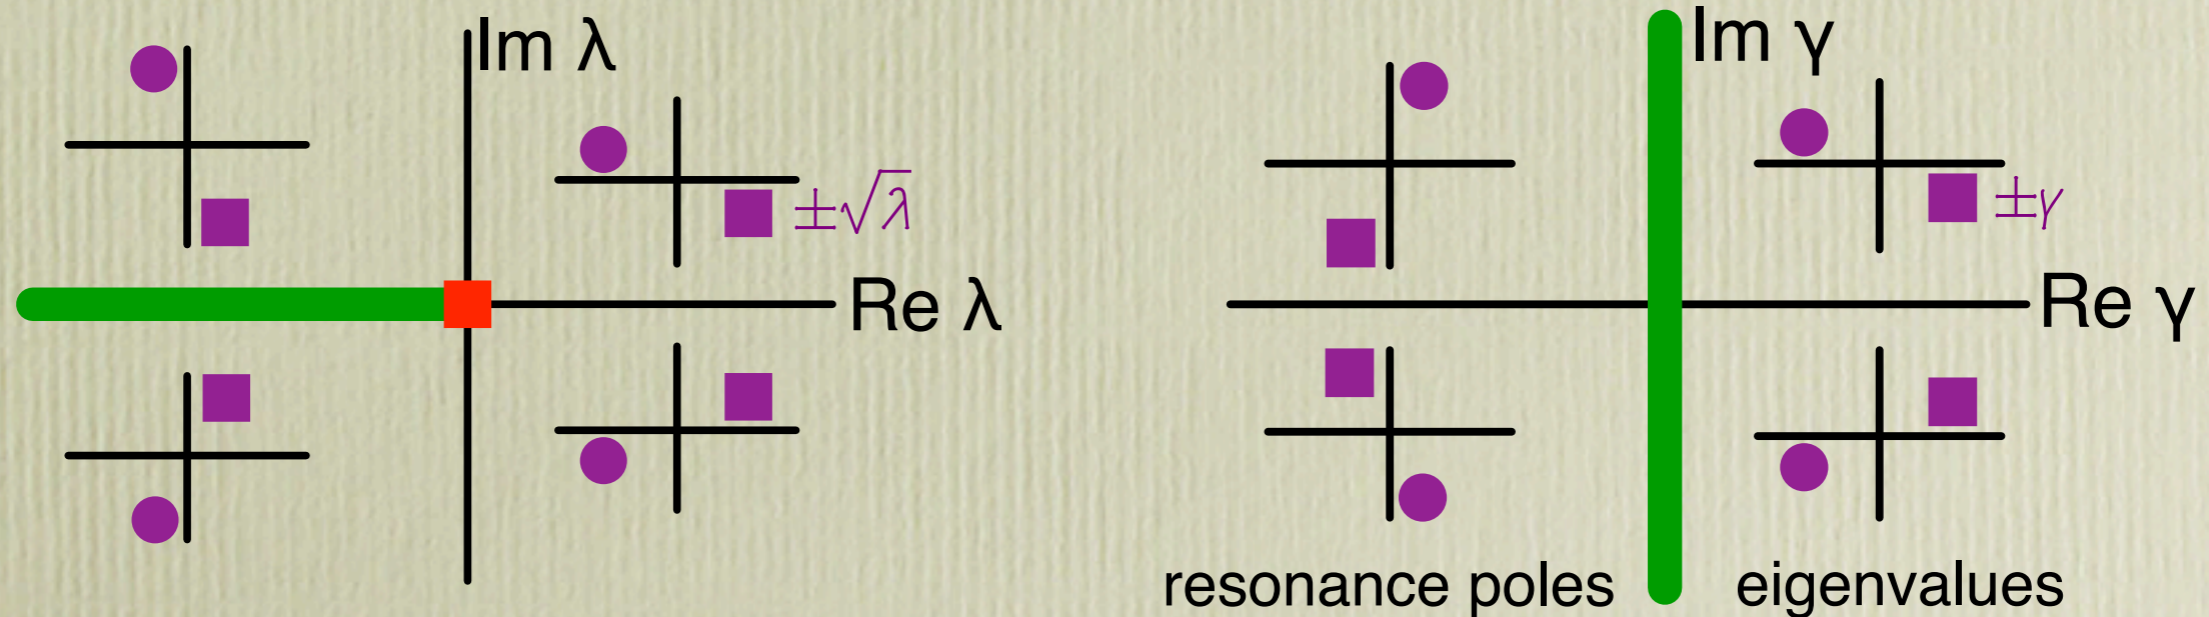 Im λ
±√λ
Re λ
Im γ
±γ
Re γ
resonance poles
eigenvalues